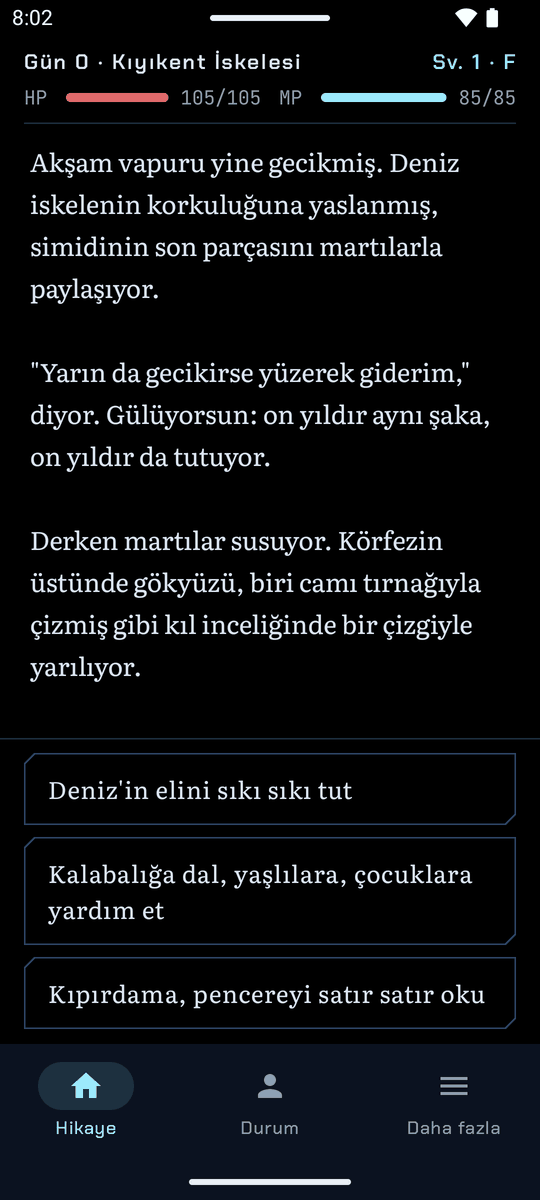 8:02
Gün 0 · Kıyıkent İskelesi
Sv. 1 · F
HP 105/105 MP 85/85
Akşam vapuru yine gecikmiş. Deniz
iskelenin korkuluğuna yaslanmış,
simidinin son parçasını martılarla
paylaşıyor.
"Yarın da gecikirse yüzerek giderim,"
diyor. Gülüyorsun: on yıldır aynı şaka,
on yıldır da tutuyor.
Derken martılar susuyor. Körfezin
üstünde gökyüzü, biri camı tırnağıyla
çizmiş gibi kıl inceliğinde bir çizgiyle
yarılıyor.
Deniz'in elini sıkı sıkı tut
Kalabalığa dal, yaşlılara, çocuklara
yardım et
Kıpırdama, pencereyi satır satır oku
Hikaye
Durum
Daha fazla